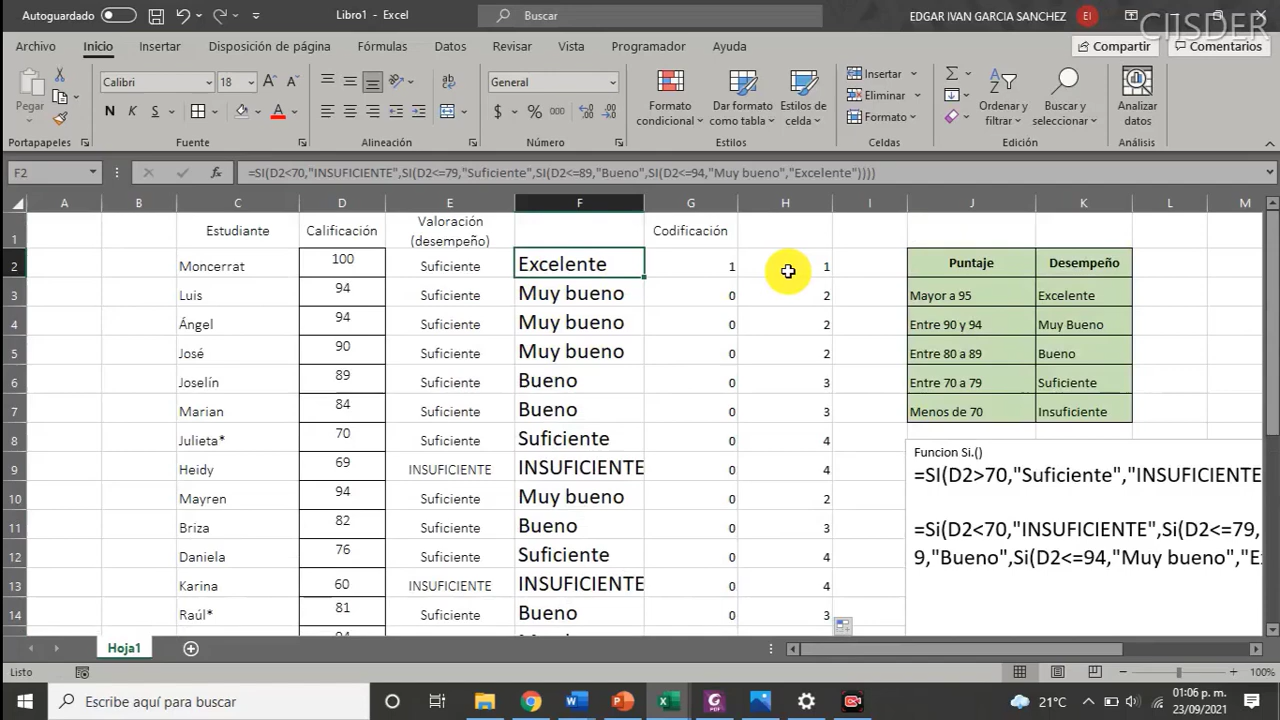 Autoguardado
Libro1 - Excel
Buscar
EDGAR IVAN GARCIA SANCHEZ
EI
CIISDER
Archivo Inicio Insertar Disposición de página Fórmulas Datos Revisar Vista Programador Ayuda
Compartir Comentarios
Pegar
Calibri 18
N K S
General
$ % 000
Formato condicional
Dar formato como tabla
Estilos de celda
Insertar
Eliminar
Formato
Ordenar y filtrar
Buscar y seleccionar
Analizar datos
Portapapeles Fuente Alineación Número Estilos Celdas Edición Análisis
F2
fx
=SI(D2<70,"INSUFICIENTE",SI(D2<=79,"Suficiente",SI(D2<=89,"Bueno",SI(D2<=94,"Muy bueno","Excelente"))))
A B C D E F G H I J K L M
1 Estudiante Calificación Valoración (desempeño) Codificación
2 Moncerrat 100 Suficiente Excelente 1 1 Puntaje Desempeño
3 Luis 94 Suficiente Muy bueno 0 2 Mayor a 95 Excelente
4 Ángel 94 Suficiente Muy bueno 0 2 Entre 90 y 94 Muy Bueno
5 José 90 Suficiente Muy bueno 0 2 Entre 80 a 89 Bueno
6 Joselín 89 Suficiente Bueno 0 3 Entre 70 a 79 Suficiente
7 Marian 84 Suficiente Bueno 0 3 Menos de 70 Insuficiente
8 Julieta* 70 Suficiente Suficiente 0 4
9 Heidy 69 INSUFICIENTE INSUFICIENTE 0 4
10 Mayren 94 Suficiente Muy bueno 0 2
11 Briza 82 Suficiente Bueno 0 3
12 Daniela 76 Suficiente Suficiente 0 4
13 Karina 60 INSUFICIENTE INSUFICIENTE 0 4
14 Raúl* 81 Suficiente Bueno 0 3
Funcion Si.()
=SI(D2>70,"Suficiente","INSUFICIENTE
=Si(D2<70,"INSUFICIENTE",Si(D2<=79,
9,"Bueno",Si(D2<=94,"Muy bueno","E
Hoja1
Listo
100%
Escribe aquí para buscar
21°C
01:06 p. m.
23/09/2021